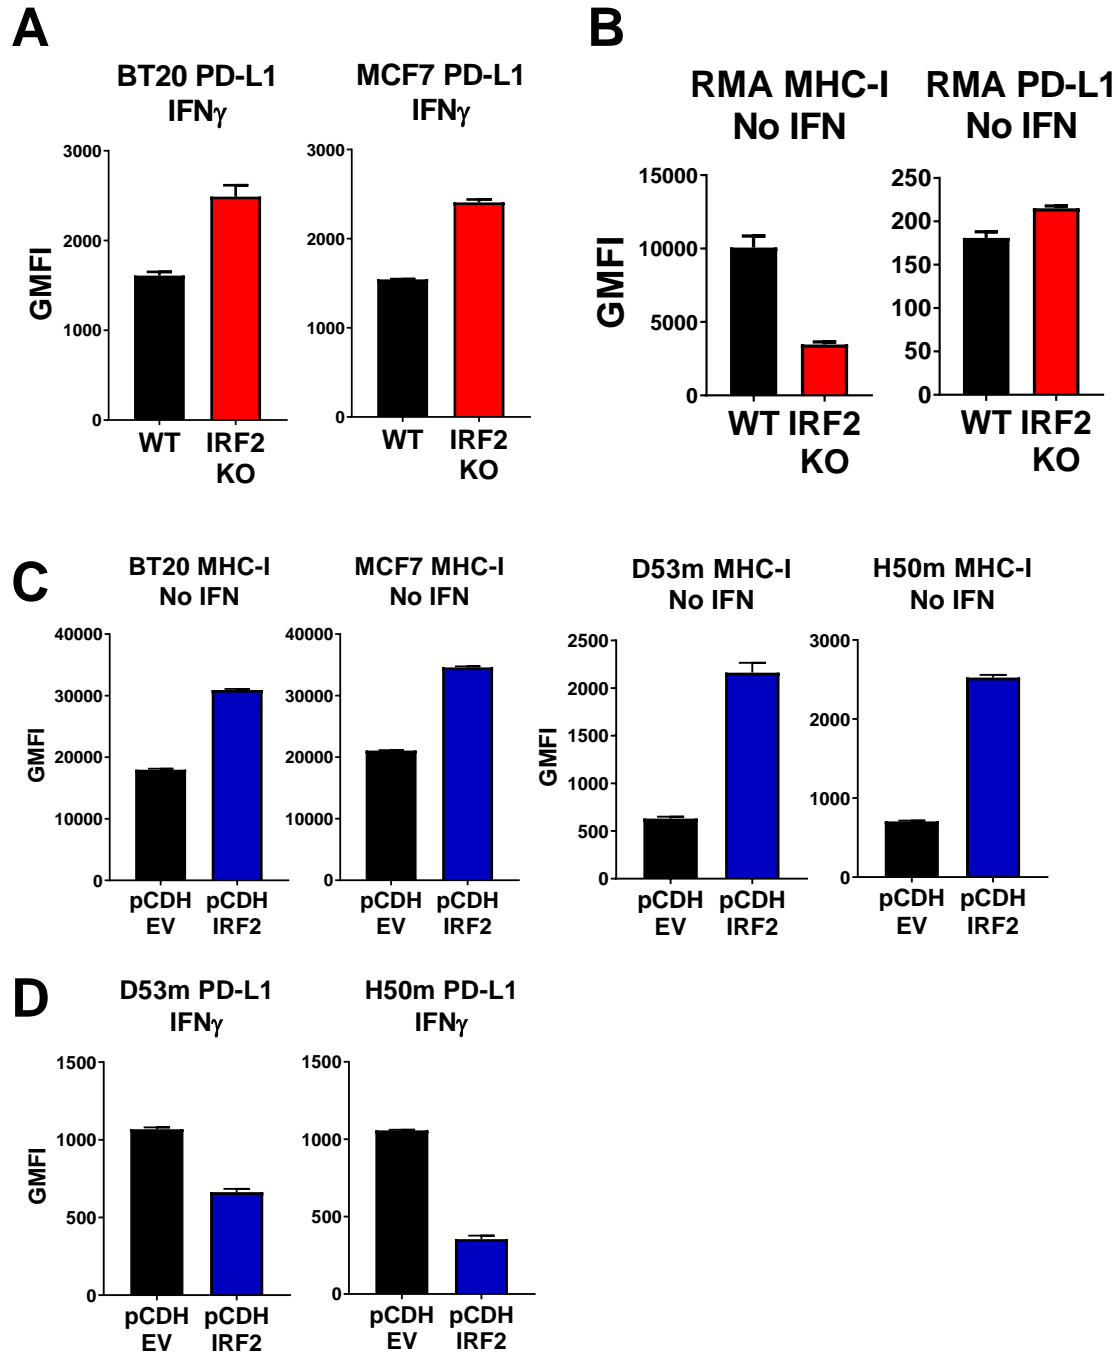 A
BT20 PD-L1
IFNγ
GMFI
3000
2000
1000
0
WT
IRF2
KO
MCF7 PD-L1
IFNγ
3000
2000
1000
0
WT
IRF2
KO
B
RMA MHC-I
No IFN
GMFI
15000
10000
5000
0
WT
IRF2
KO
RMA PD-L1
No IFN
250
200
150
100
50
0
WT
IRF2
KO
C
BT20 MHC-I
No IFN
GMFI
40000
30000
20000
10000
0
pCDH
EV
pCDH
IRF2
MCF7 MHC-I
No IFN
40000
30000
20000
10000
0
pCDH
EV
pCDH
IRF2
D53m MHC-I
No IFN
GMFI
2500
2000
1500
1000
500
0
pCDH
EV
pCDH
IRF2
H50m MHC-I
No IFN
3000
2000
1000
0
pCDH
EV
pCDH
IRF2
D
D53m PD-L1
IFNγ
GMFI
1500
1000
500
0
pCDH
EV
pCDH
IRF2
H50m PD-L1
IFNγ
1500
1000
500
0
pCDH
EV
pCDH
IRF2